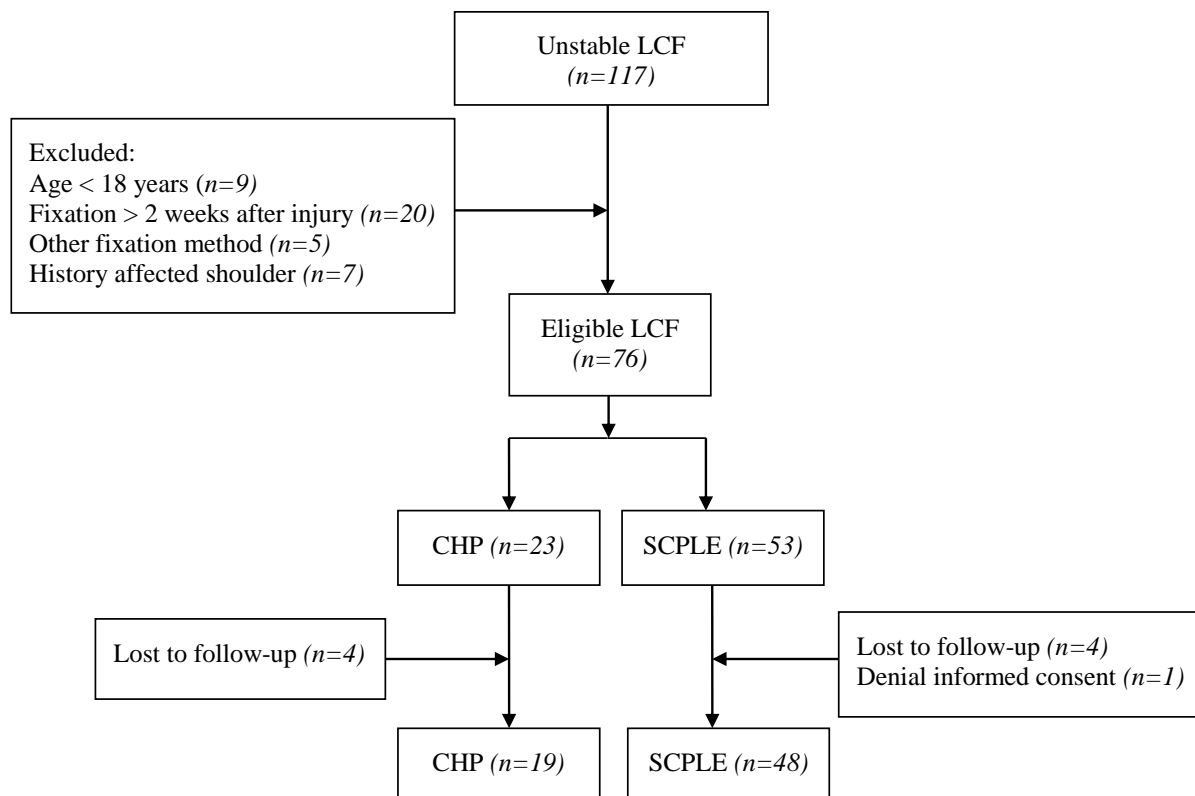 Unstable LCF
(n=117)
Excluded:
Age < 18 years (n=9)
Fixation > 2 weeks after injury (n=20)
Other fixation method (n=5)
History affected shoulder (n=7)
Eligible LCF
(n=76)
CHP (n=23)
SCPLE (n=53)
Lost to follow-up (n=4)
Lost to follow-up (n=4)
Denial informed consent (n=1)
CHP (n=19)
SCPLE (n=48)